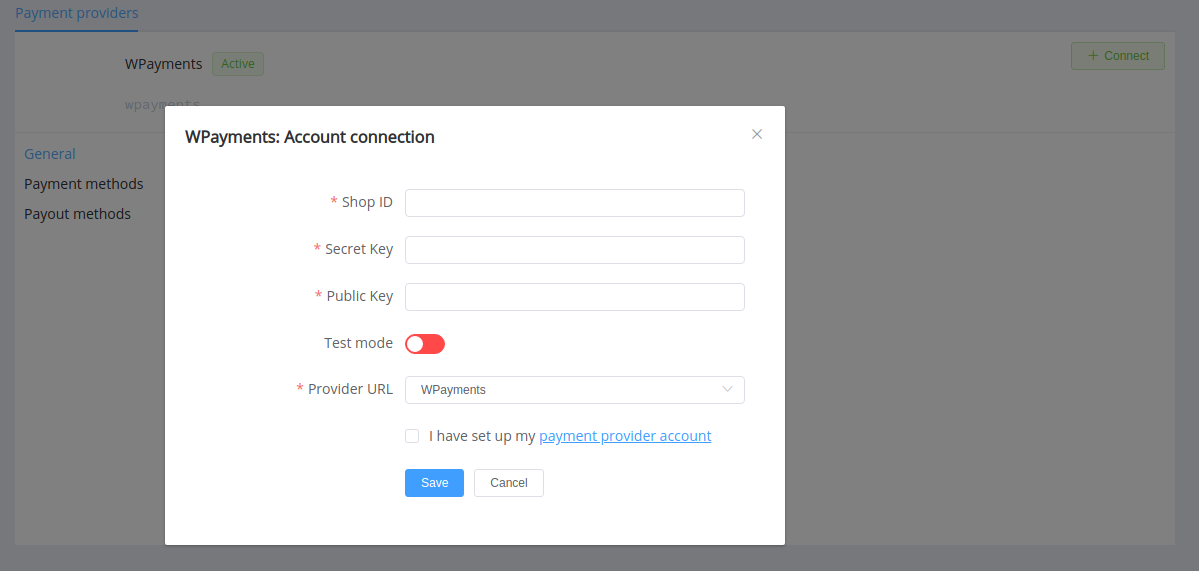 Payment providers
WPayments Active
+ Connect
wpayments
WPayments: Account connection
General
Payment methods
Payout methods
* Shop ID
* Secret Key
* Public Key
Test mode
* Provider URL WPayments
I have set up my payment provider account
Save Cancel